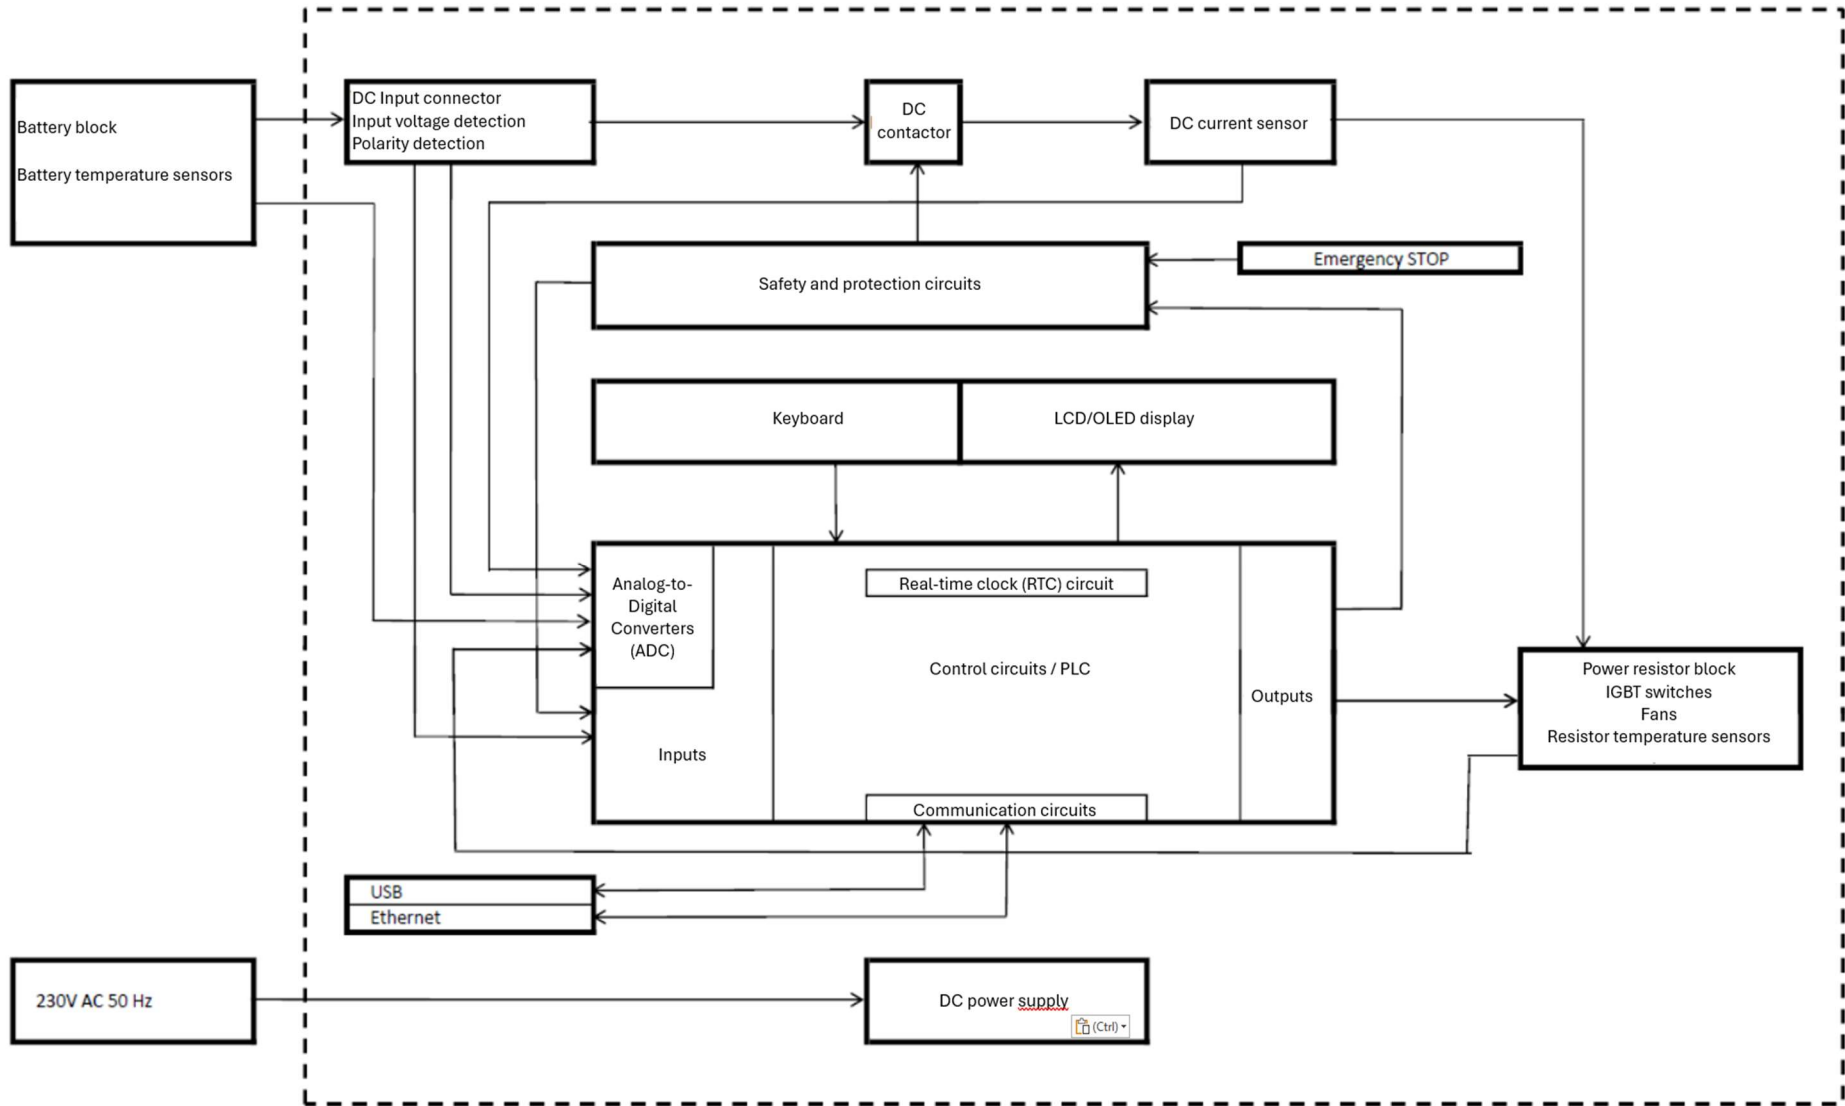 Battery block
Battery temperature sensors
DC Input connector
Input voltage detection
Polarity detection
DC
contactor
DC current sensor
Safety and protection circuits
Emergency STOP
Keyboard
LCD/OLED display
Analog-to-
Digital
Converters
(ADC)
Inputs
Real-time clock (RTC) circuit
Control circuits / PLC
Communication circuits
Outputs
Power resistor block
IGBT switches
Fans
Resistor temperature sensors
USB
Ethernet
230V AC 50 Hz
DC power supply
(Ctrl)